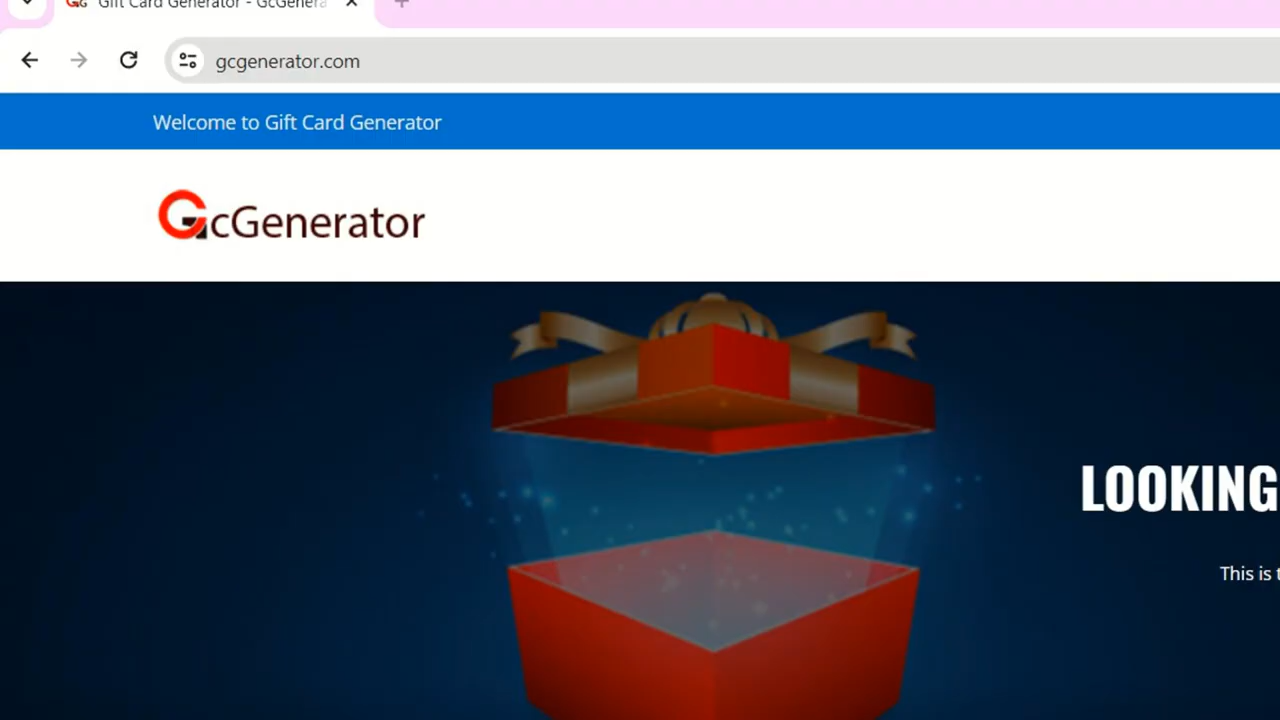 Gift Card Generator - GcGenera
gcgenerator.com
Welcome to Gift Card Generator
GcGenerator
LOOKING
This is t